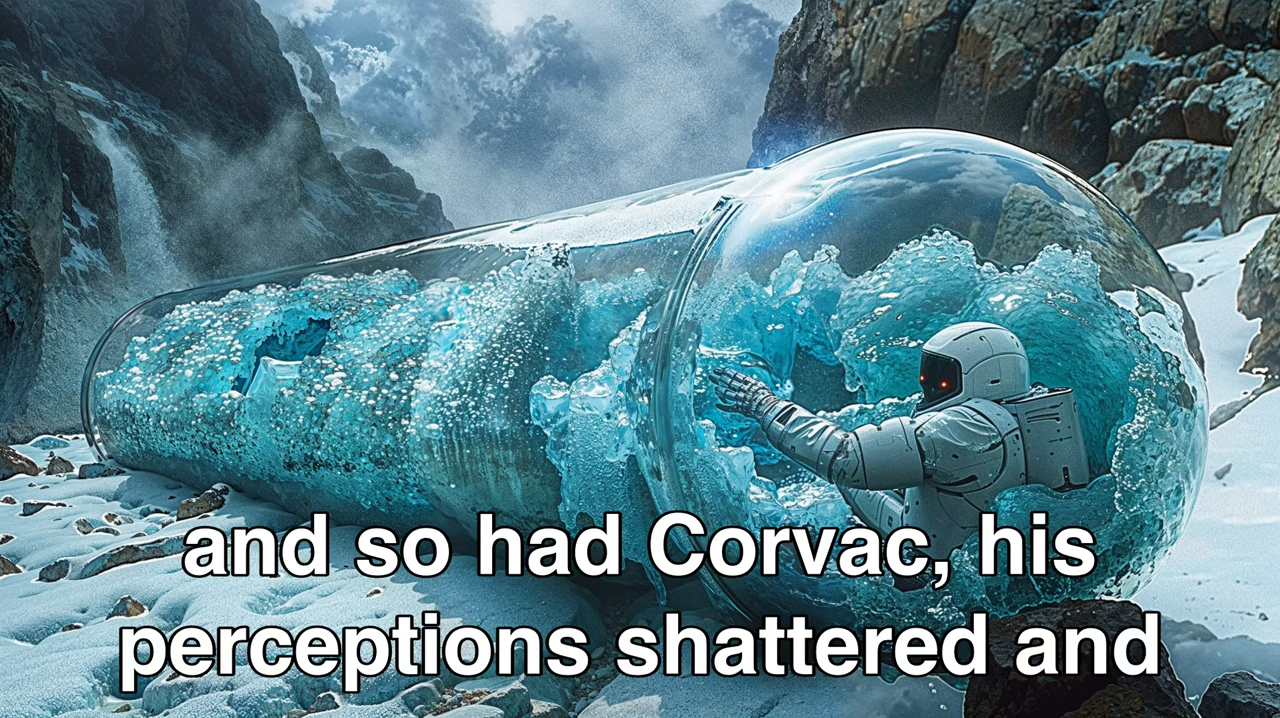 and so had Corvac, his
perceptions shattered and